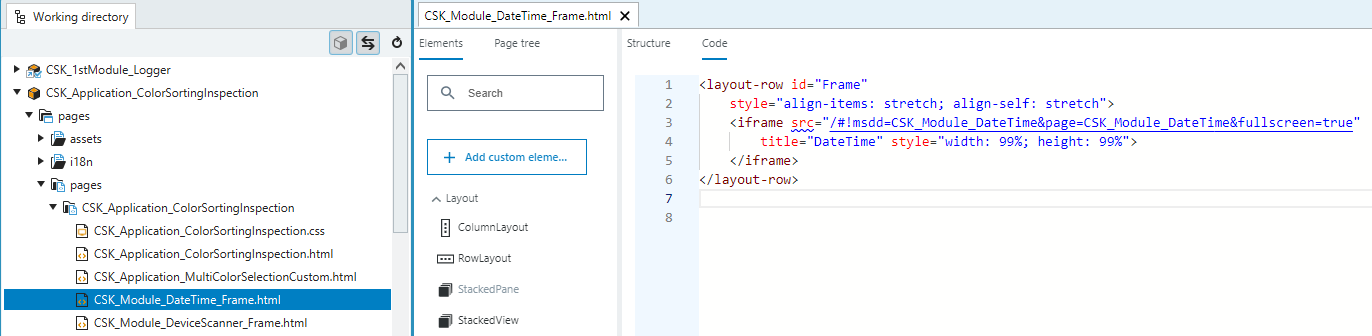 Working directory
CSK_1stModule_Logger
CSK_Application_ColorSortingInspection
pages
assets
i18n
pages
CSK_Application_ColorSortingInspection
CSK_Application_ColorSortingInspection.css
CSK_Application_ColorSortingInspection.html
CSK_Application_MultiColorSelectionCustom.html
CSK_Module_DateTime_Frame.html
CSK_Module_DeviceScanner_Frame.html
CSK_Module_DateTime_Frame.html
Elements
Page tree
Search
Add custom eleme...
Layout
ColumnLayout
RowLayout
StackedPane
StackedView
Structure
Code
1 <layout-row id="Frame"
2 style="align-items: stretch; align-self: stretch">
3 <iframe src="/#!msdd=CSK_Module_DateTime&page=CSK_Module_DateTime&fullscreen=true"
4 title="DateTime" style="width: 99%; height: 99%">
5 </iframe>
6 </layout-row>
7
8